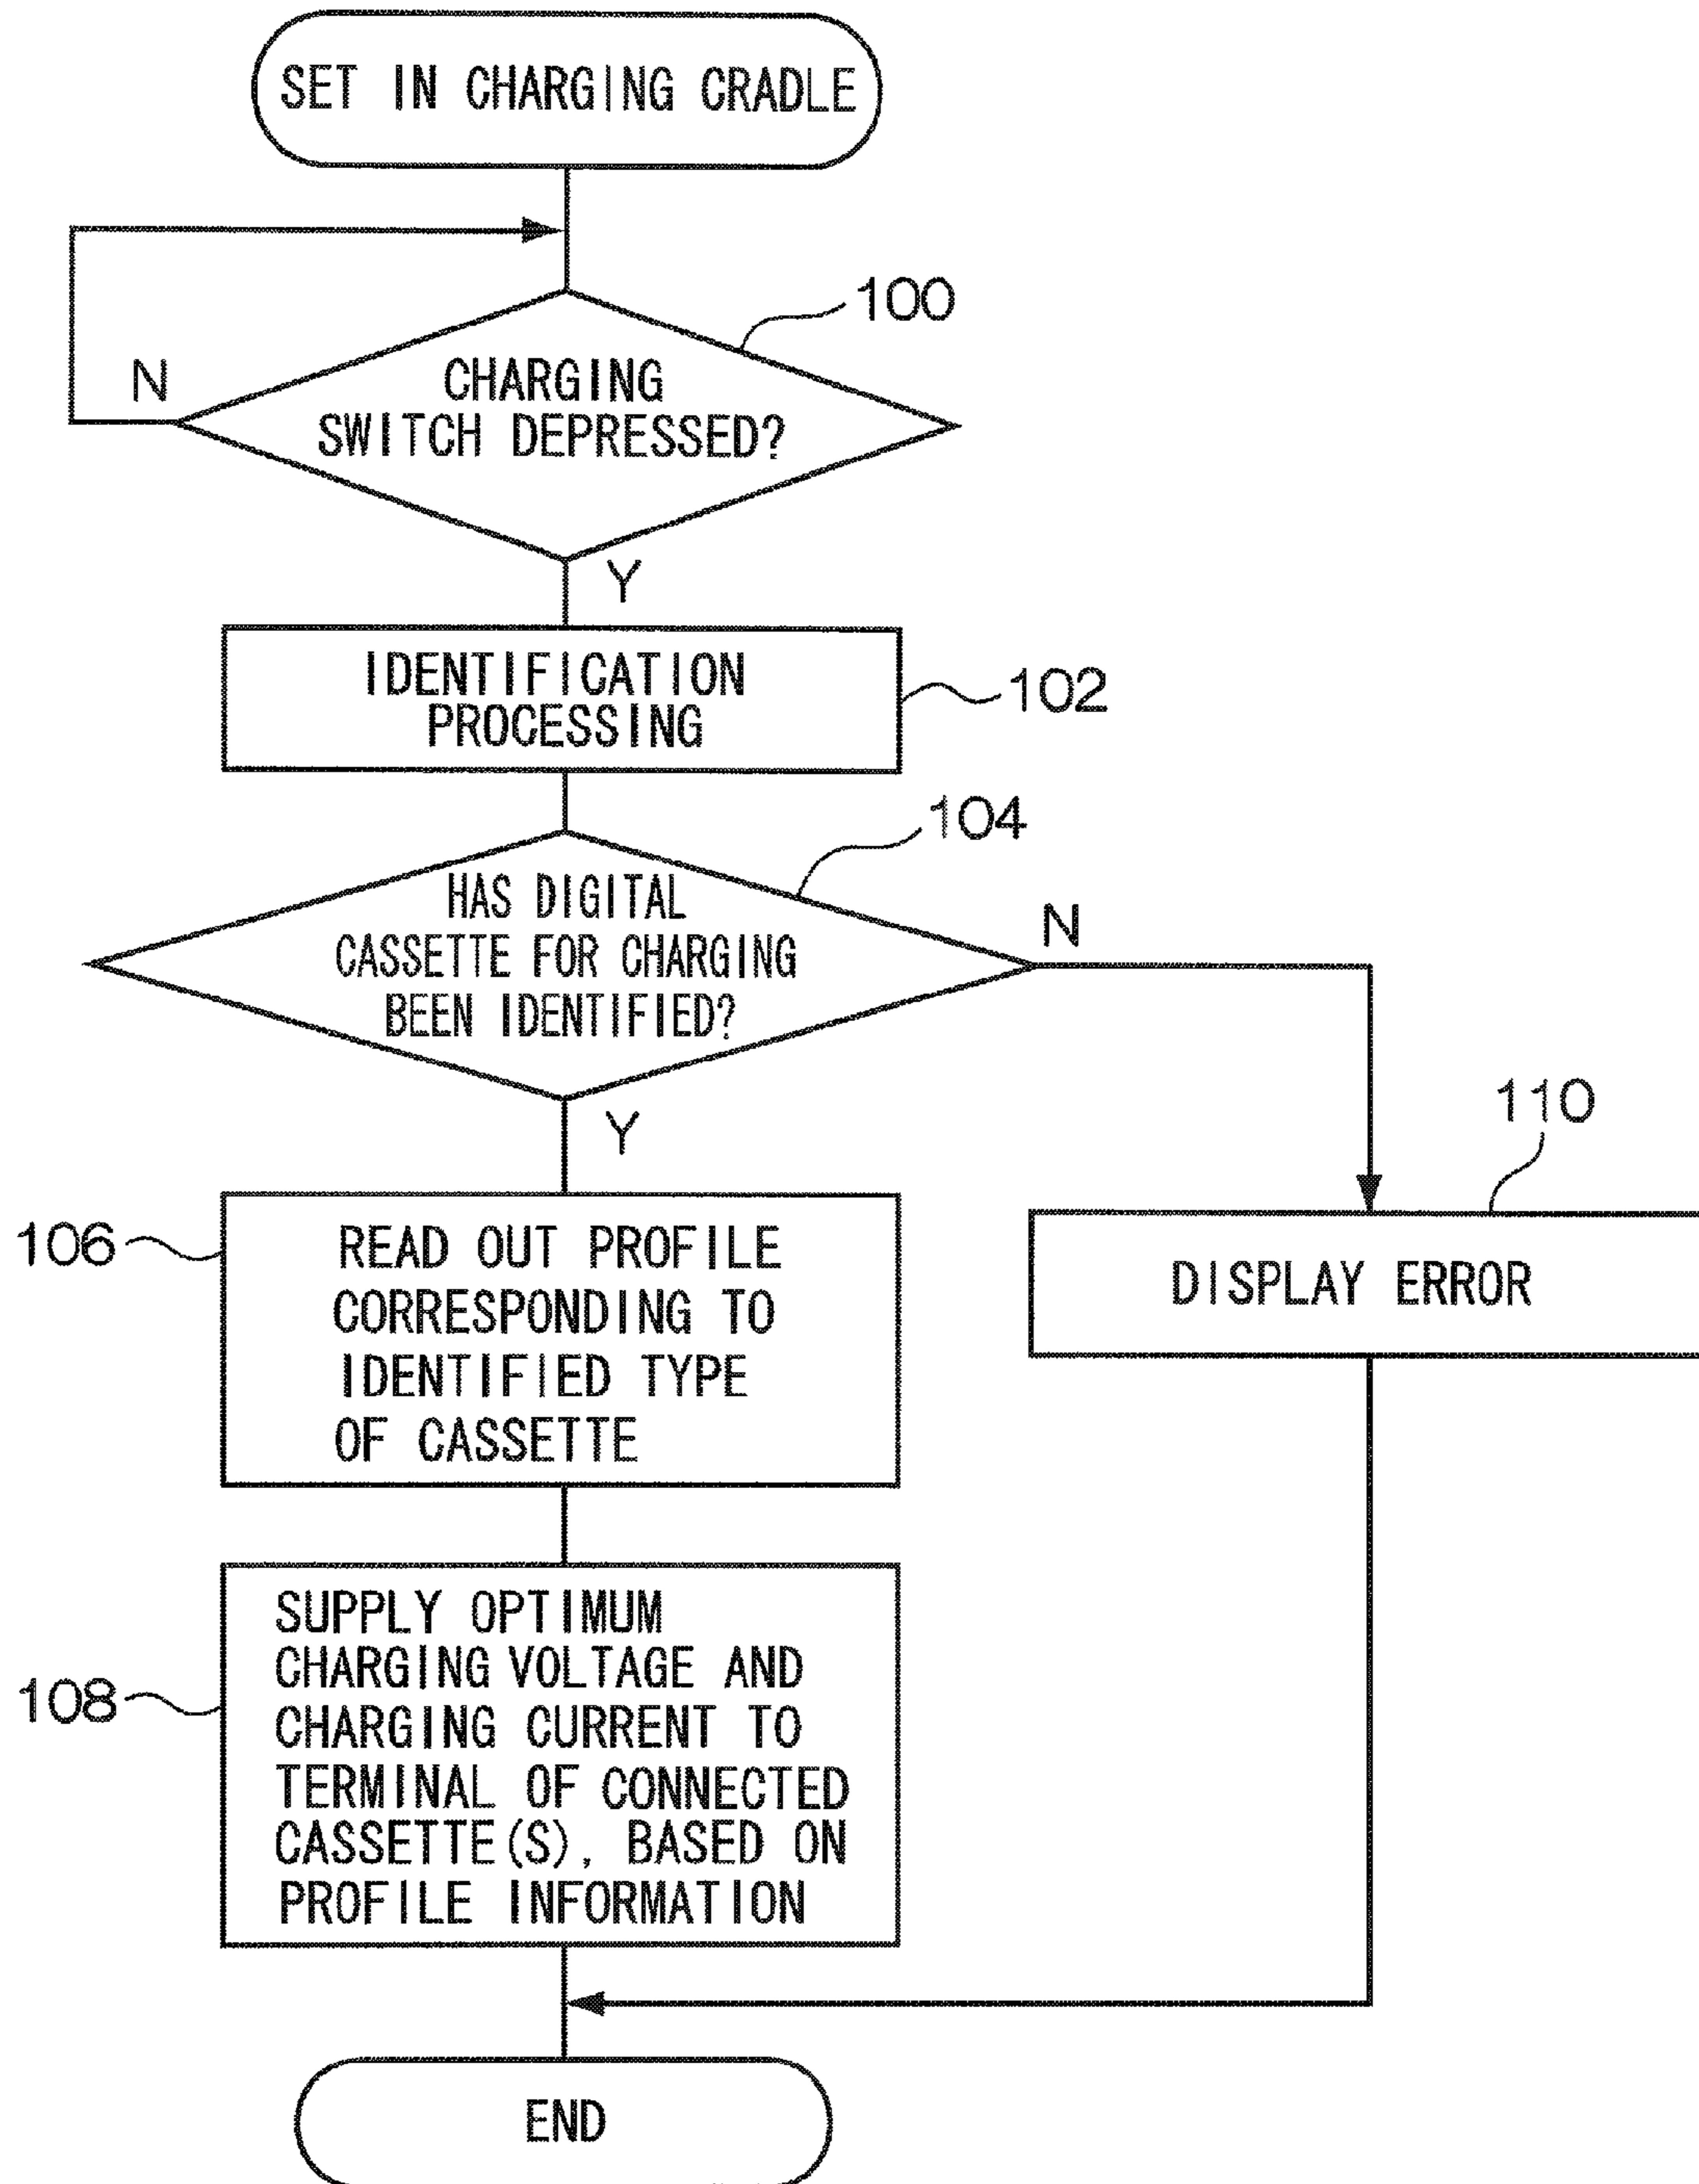 SET IN CHARGING CRADLE
100
N
CHARGING
SWITCH DEPRESSED?
Y
IDENTIFICATION
PROCESSING
102
104
HAS DIGITAL
CASSETTE FOR CHARGING
BEEN IDENTIFIED?
N
Y
110
106
READ OUT PROFILE
CORRESPONDING TO
IDENTIFIED TYPE
OF CASSETTE
DISPLAY ERROR
108
SUPPLY OPTIMUM
CHARGING VOLTAGE AND
CHARGING CURRENT TO
TERMINAL OF CONNECTED
CASSETTE(S), BASED ON
PROFILE INFORMATION
END